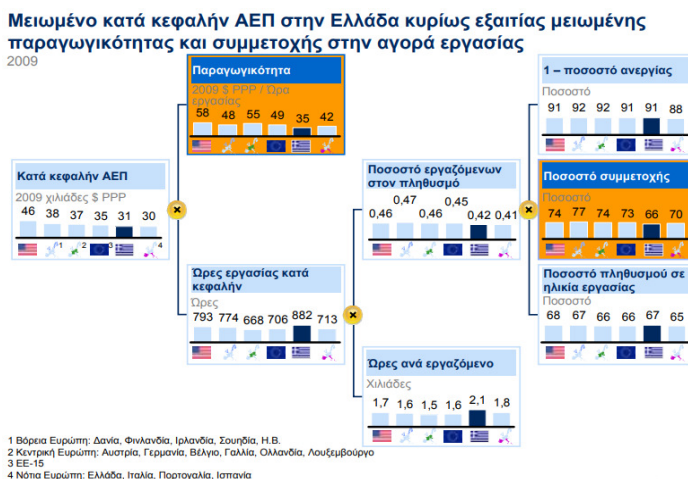 Μειωμένο κατά κεφαλήν ΑΕΠ στην Ελλάδα κυρίως εξαιτίας μειωμένης
παραγωγικότητας και συμμετοχής στην αγορά εργασίας
2009
Παραγωγικότητα
2009 $ PPP / Ώρα
εργασίας
58 48 55 49 35 42
Κατά κεφαλήν ΑΕΠ
2009 χιλιάδες $ PPP
46 38 37 35 31 30
1 2 3 4
Ώρες εργασίας κατά
κεφαλήν
Ώρες
793 774 668 706 882 713
Ποσοστό εργαζόμενων
στον πληθυσμό
0,46 0,47 0,46 0,45 0,42 0,41
Ώρες ανά εργαζόμενο
Χιλιάδες
1,7 1,6 1,5 1,6 2,1 1,8
1 – ποσοστό ανεργίας
Ποσοστό
91 92 92 91 91 88
Ποσοστό συμμετοχής
Ποσοστό
74 77 74 73 66 70
Ποσοστό πληθυσμού σε
ηλικία εργασίας
Ποσοστό
68 67 66 66 67 65
1 Βόρεια Ευρώπη: Δανία, Φινλανδία, Ιρλανδία, Σουηδία, Η.Β.
2 Κεντρική Ευρώπη: Αυστρία, Γερμανία, Βέλγιο, Γαλλία, Ολλανδία, Λουξεμβούργο
3 ΕΕ-15
4 Νότια Ευρώπη: Ελλάδα, Ιταλία, Πορτογαλία, Ισπανία